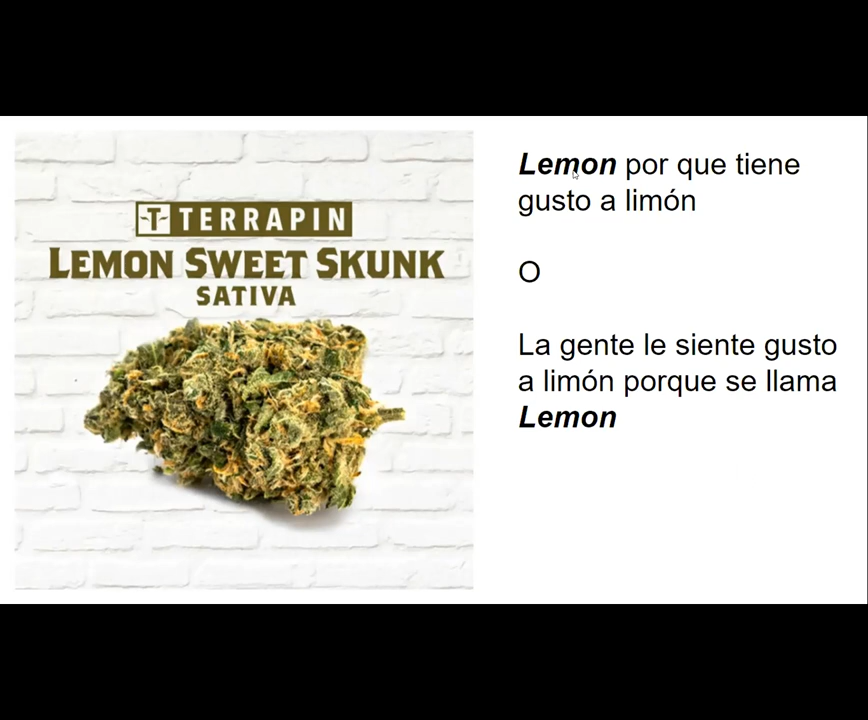 T TERRAPIN
LEMON SWEET SKUNK
SATIVA
Lemon por que tiene
gusto a limón
O
La gente le siente gusto
a limón porque se llama
Lemon